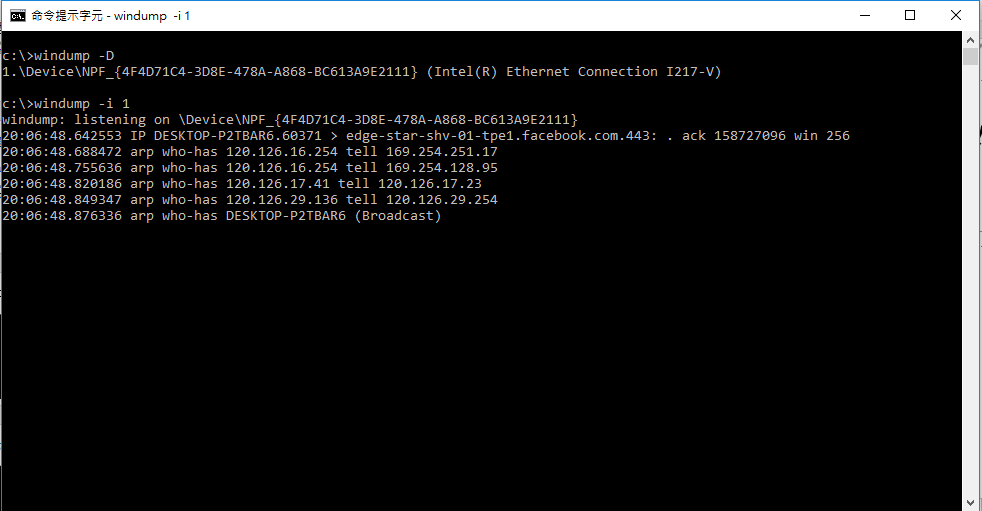 命令提示字元 - windump -i 1
c:\>windump -D
1.\Device\NPF_{4F4D71C4-3D8E-478A-A868-BC613A9E2111} (Intel(R) Ethernet Connection I217-V)
c:\>windump -i 1
windump: listening on \Device\NPF_{4F4D71C4-3D8E-478A-A868-BC613A9E2111}
20:06:48.642553 IP DESKTOP-P2TBAR6.60371 > edge-star-shv-01-tpe1.facebook.com.443: . ack 158727096 win 256
20:06:48.688472 arp who-has 120.126.16.254 tell 169.254.251.17
20:06:48.755636 arp who-has 120.126.16.254 tell 169.254.128.95
20:06:48.820186 arp who-has 120.126.17.41 tell 120.126.17.23
20:06:48.849347 arp who-has 120.126.29.136 tell 120.126.29.254
20:06:48.876336 arp who-has DESKTOP-P2TBAR6 (Broadcast)